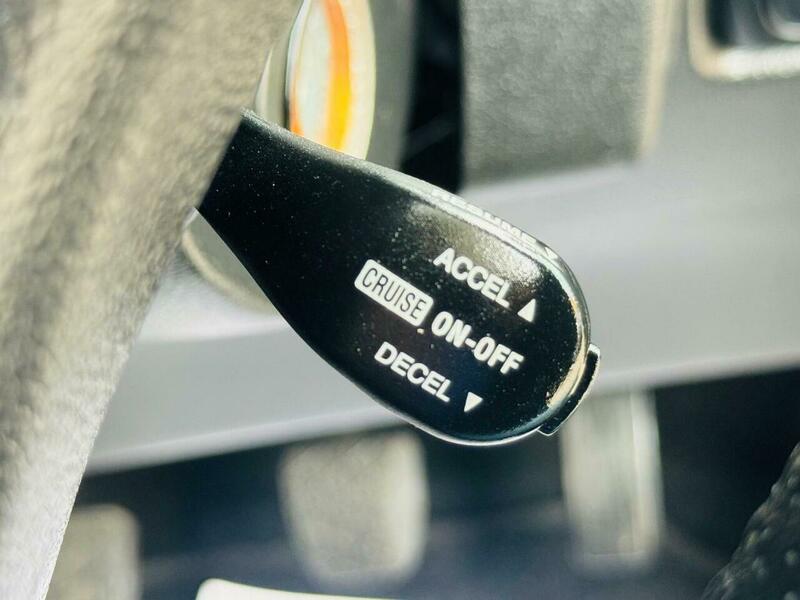 ACCEL ▲
CRUISE ON-OFF
DECEL ▼